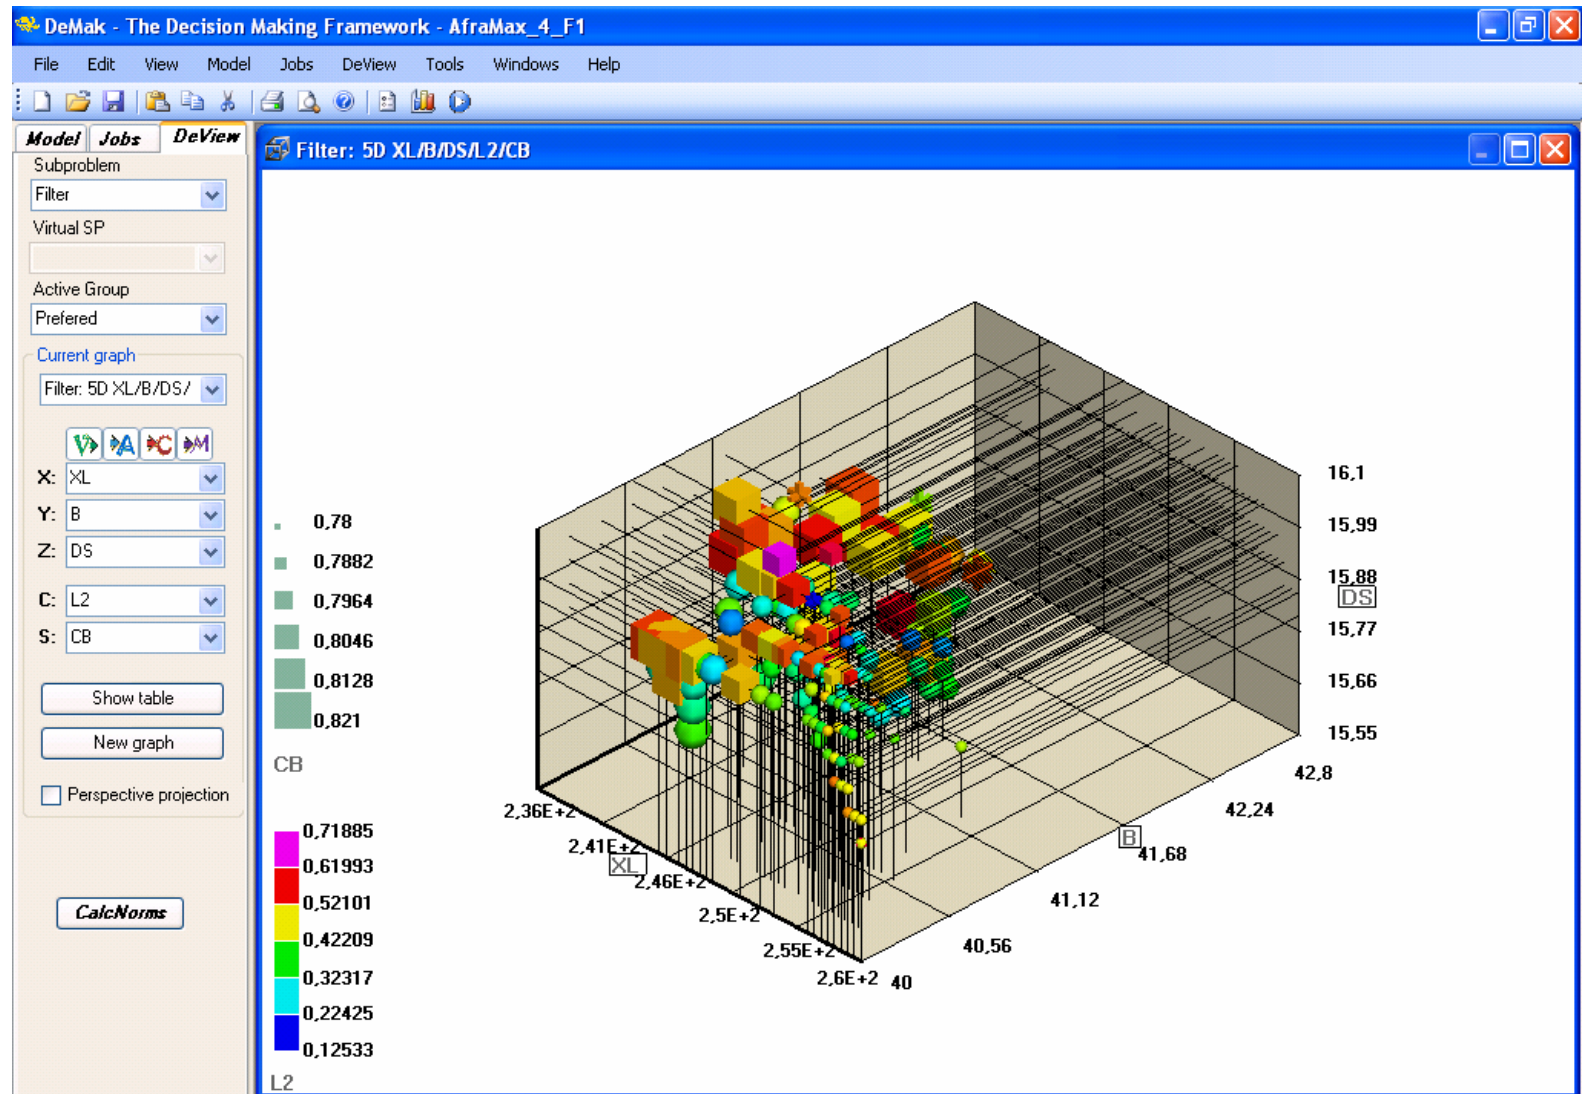 DeMak - The Decision Making Framework - AfraMax_4_F1
File Edit View Model Jobs DeView Tools Windows Help
Model Jobs DeView
Subproblem
Filter
Virtual SP
Active Group
Prefered
Current graph
Filter: 5D XL/B/DS/
V A C M
X: XL
Y: B
Z: DS
C: L2
S: CB
Show table
New graph
Perspective projection
CalcNorms
Filter: 5D XL/B/DS/L2/CB
0,78
0,7882
0,7964
0,8046
0,8128
0,821
CB
0,71885
0,61993
0,52101
0,42209
0,32317
0,22425
0,12533
L2
16,1
15,99
15,88
DS
15,77
15,66
15,55
42,8
42,24
B
41,68
41,12
40,56
40
2,36E+2
2,41E+2
XL
2,46E+2
2,5E+2
2,55E+2
2,6E+2